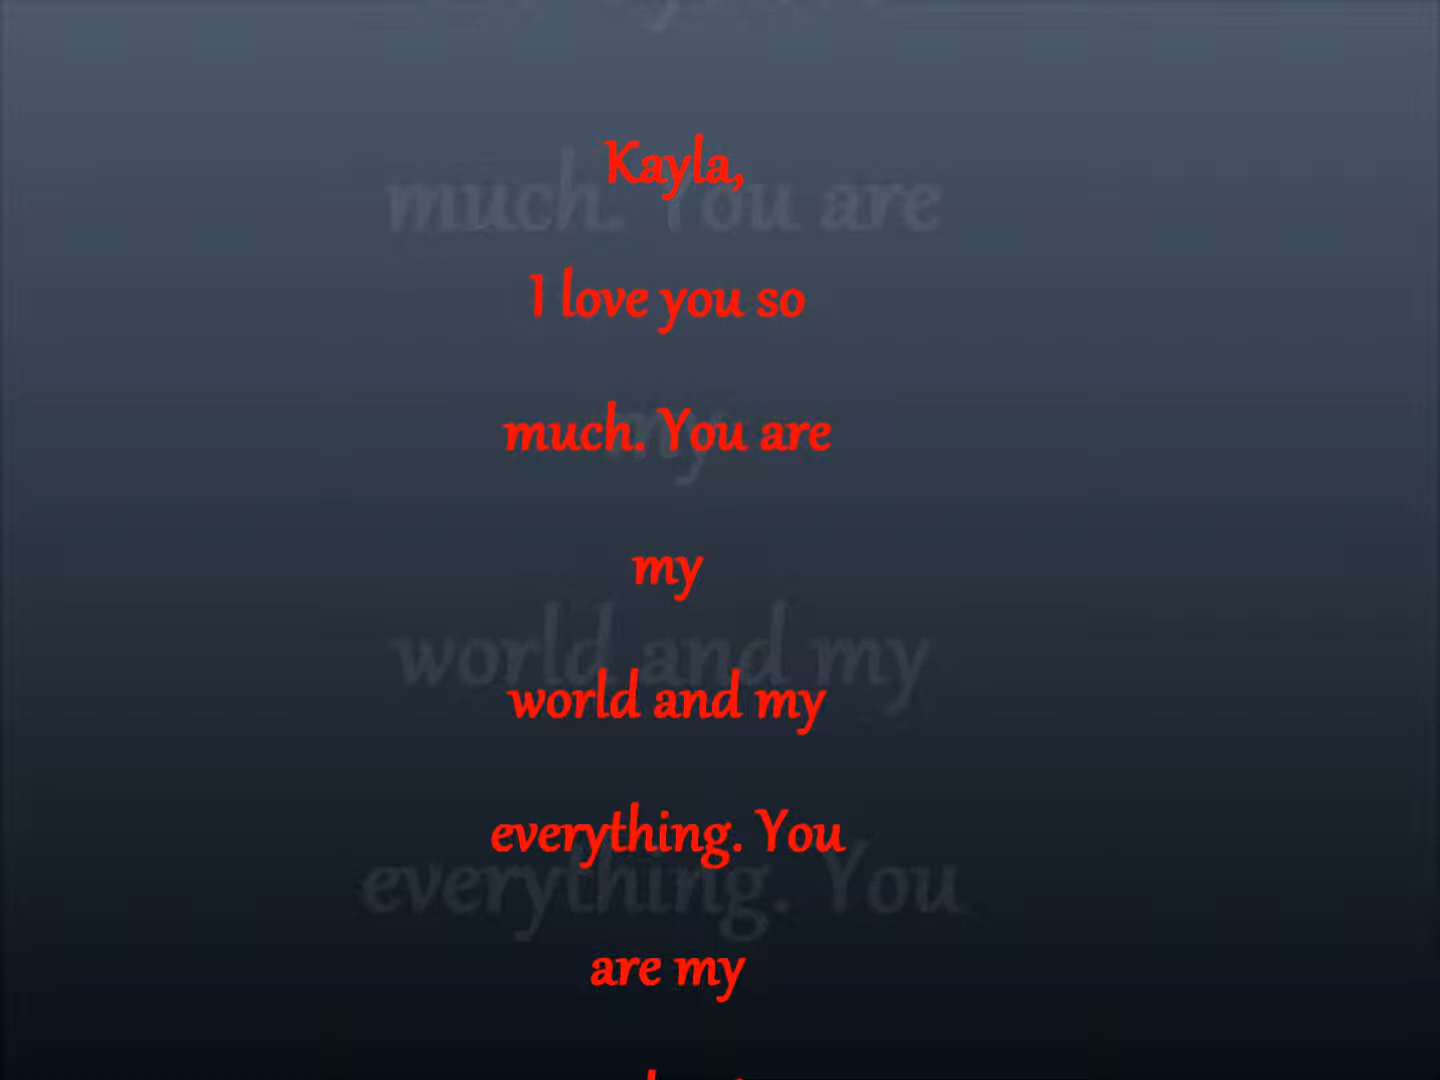 Kayla,
I love you so
much. You are
my
world and my
everything. You
are my